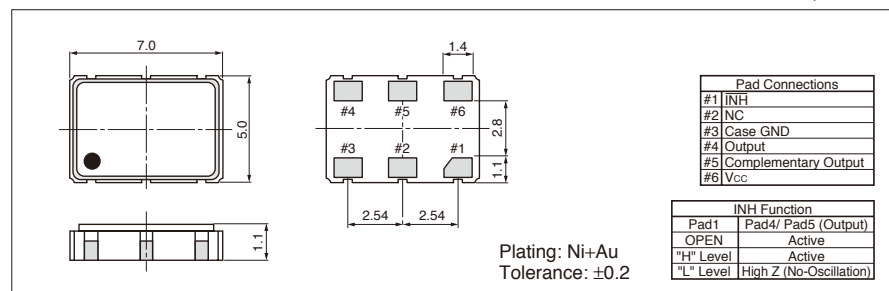 7.0
5.0
1.1
1.4
#4 #5 #6
#3 #2 #1
2.8
1.1
2.54 2.54
Plating: Ni+Au
Tolerance: ±0.2
Pad Connections
#1 INH
#2 NC
#3 Case GND
#4 Output
#5 Complementary Output
#6 Vcc
INH Function
Pad1 Pad4/ Pad5 (Output)
OPEN Active
"H" Level Active
"L" Level High Z (No-Oscillation)